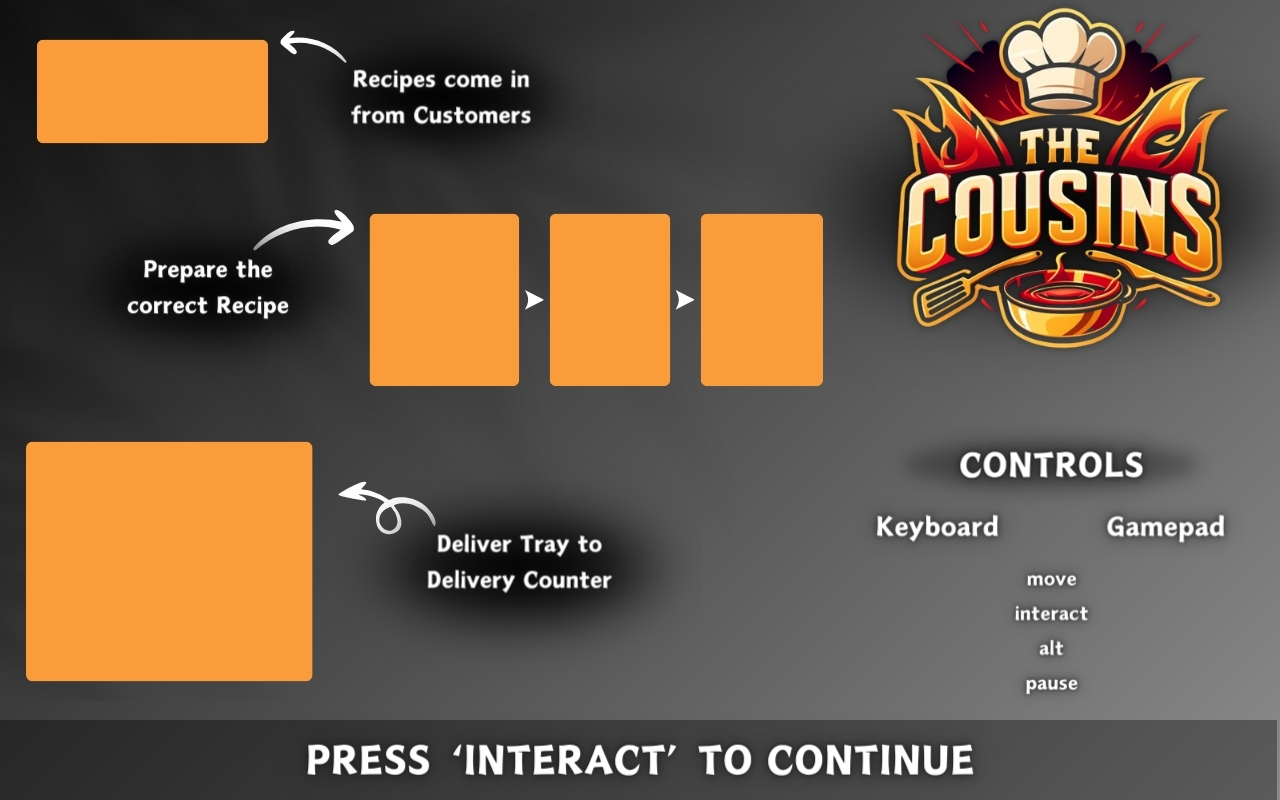 Recipes come in
from Customers
THE
COUSINS
Prepare the
correct Recipe
Deliver Tray to
Delivery Counter
CONTROLS
Keyboard Gamepad
move
interact
alt
pause
PRESS ‘INTERACT’ TO CONTINUE